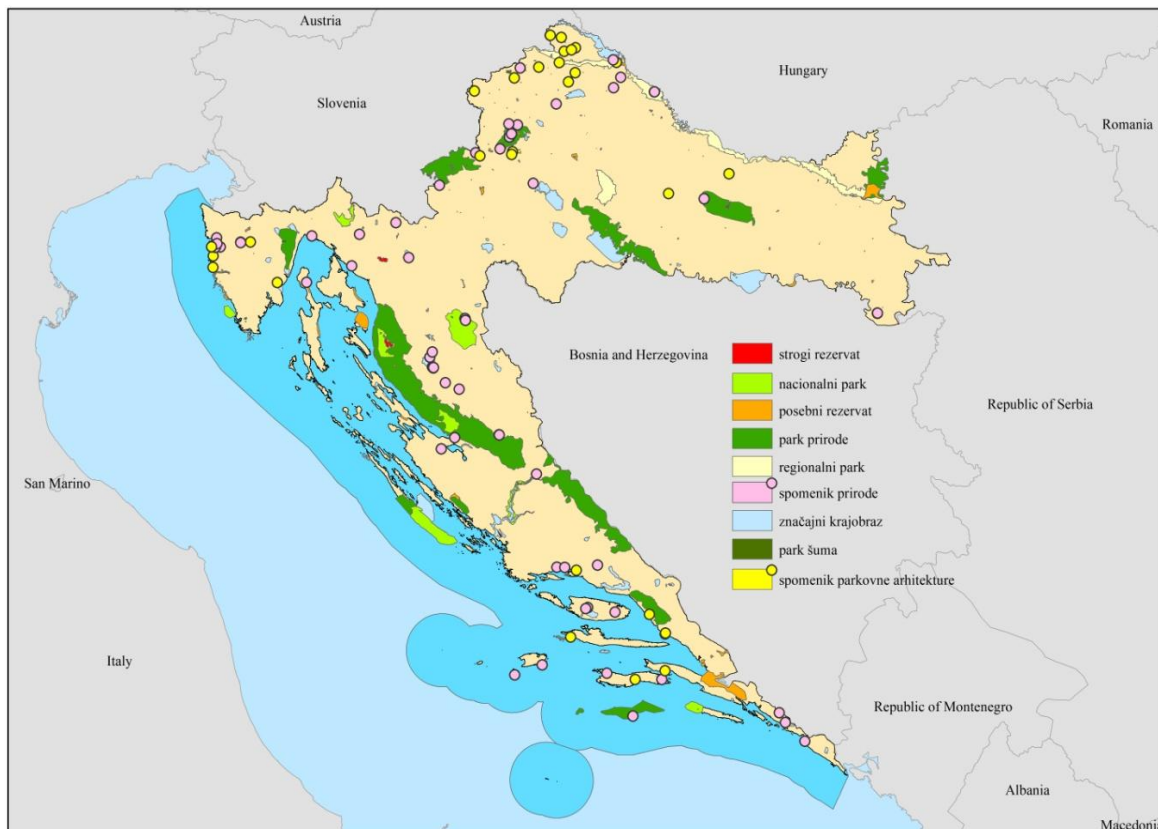 Austria
Hungary
Slovenia
Romania
Bosnia and Herzegovina
strogi rezervat
nacionalni park
posebni rezervat
park prirode
regionalni park
spomenik prirode
značajni krajobraz
park šuma
spomenik parkovne arhitekture
Republic of Serbia
San Marino
Italy
Republic of Montenegro
Albania
Macedonia